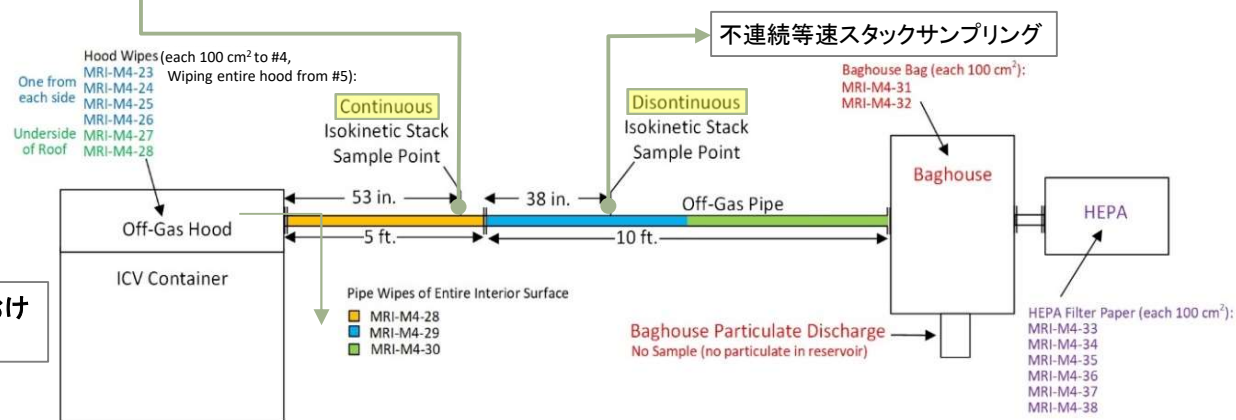 不連続等速スタックサンプリング
Hood Wipes (each 100 cm² to #4,
Wiping entire hood from #5):
One from
each side
MRI-M4-23
MRI-M4-24
MRI-M4-25
MRI-M4-26
Underside
of Roof
MRI-M4-27
MRI-M4-28
Continuous
Isokinetic Stack
Sample Point
Disontinuous
Isokinetic Stack
Sample Point
Baghouse Bag (each 100 cm²):
MRI-M4-31
MRI-M4-32
Baghouse
HEPA
53 in.
38 in.
Off-Gas Pipe
Off-Gas Hood
5 ft.
10 ft.
ICV Container
け
Pipe Wipes of Entire Interior Surface
MRI-M4-28
MRI-M4-29
MRI-M4-30
Baghouse Particulate Discharge
No Sample (no particulate in reservoir)
HEPA Filter Paper (each 100 cm²):
MRI-M4-33
MRI-M4-34
MRI-M4-35
MRI-M4-36
MRI-M4-37
MRI-M4-38